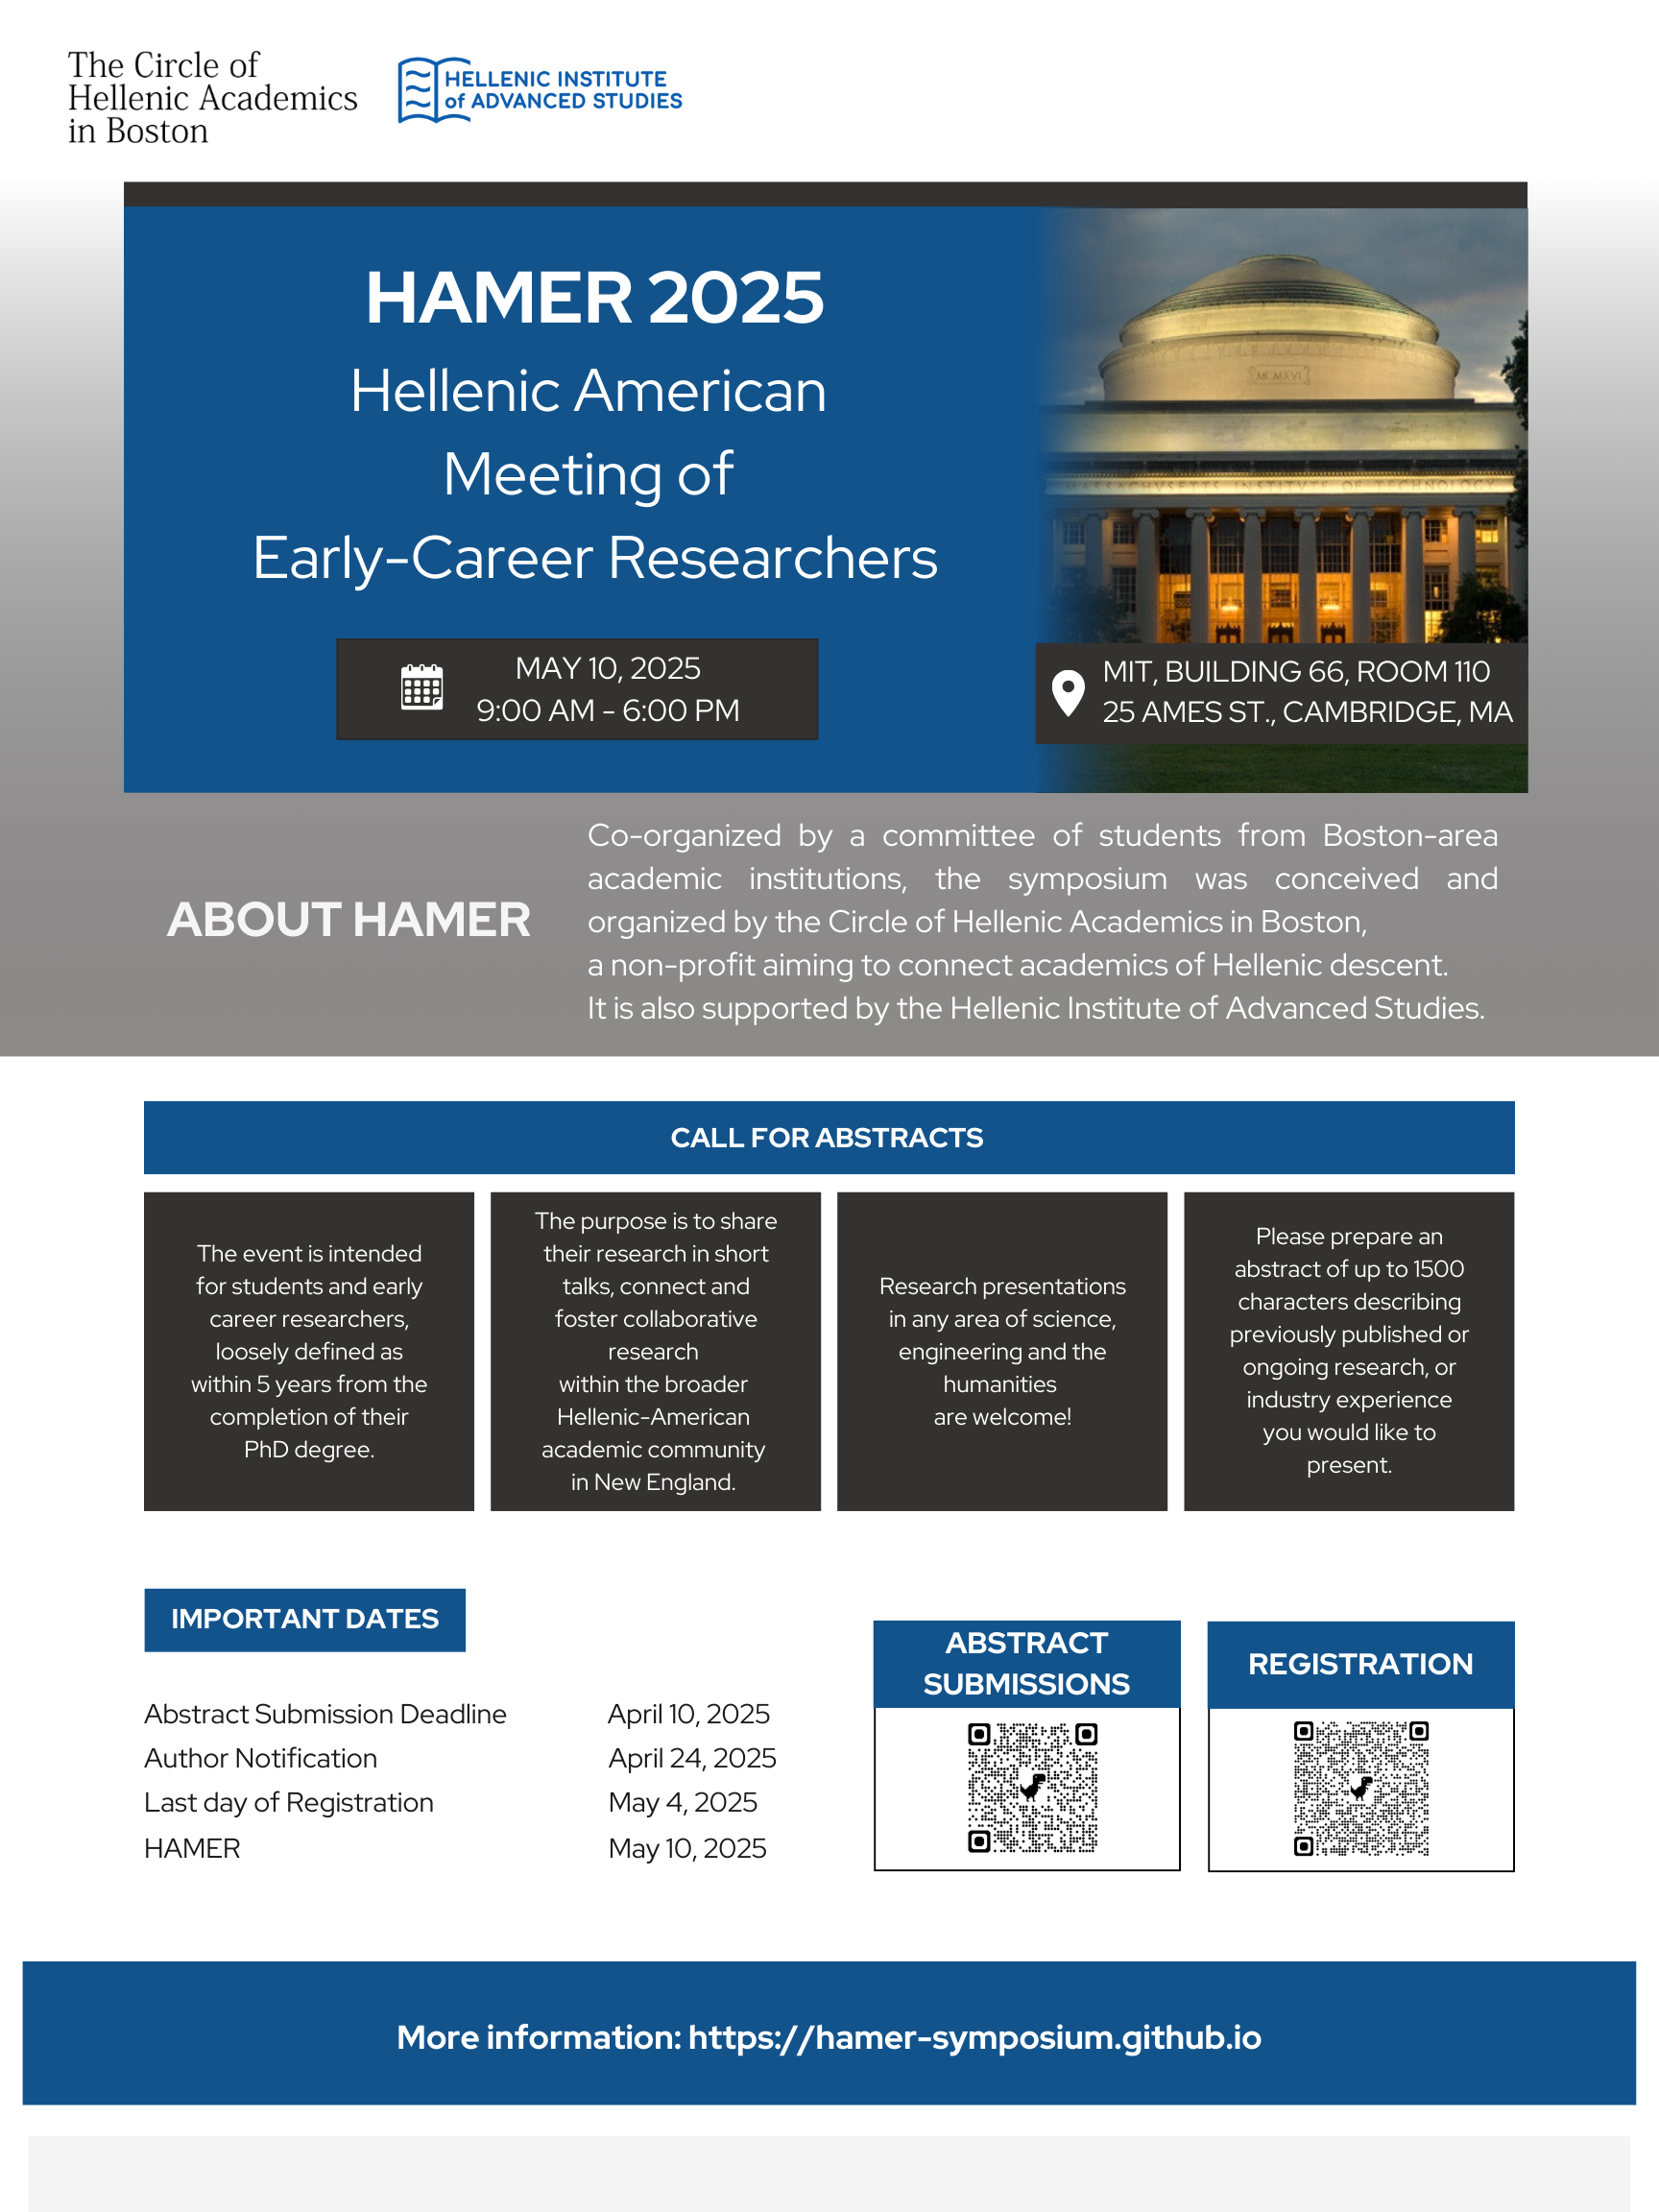 The Circle of
Hellenic Academics
in Boston
HELLENIC INSTITUTE
of ADVANCED STUDIES
HAMER 2025
Hellenic American
Meeting of
Early-Career Researchers
MCMXVI
MASSACHVSETTS INSTITVTE OF TECHNOLOGY
MAY 10, 2025
9:00 AM - 6:00 PM
MIT, BUILDING 66, ROOM 110
25 AMES ST., CAMBRIDGE, MA
ABOUT HAMER
Co-organized by a committee of students from Boston-area
academic institutions, the symposium was conceived and
organized by the Circle of Hellenic Academics in Boston,
a non-profit aiming to connect academics of Hellenic descent.
It is also supported by the Hellenic Institute of Advanced Studies.
CALL FOR ABSTRACTS
The event is intended
for students and early
career researchers,
loosely defined as
within 5 years from the
completion of their
PhD degree.
The purpose is to share
their research in short
talks, connect and
foster collaborative
research
within the broader
Hellenic-American
academic community
in New England.
Research presentations
in any area of science,
engineering and the
humanities
are welcome!
Please prepare an
abstract of up to 1500
characters describing
previously published or
ongoing research, or
industry experience
you would like to
present.
IMPORTANT DATES
Abstract Submission Deadline April 10, 2025
Author Notification April 24, 2025
Last day of Registration May 4, 2025
HAMER May 10, 2025
ABSTRACT
SUBMISSIONS
REGISTRATION
More information: https://hamer-symposium.github.io